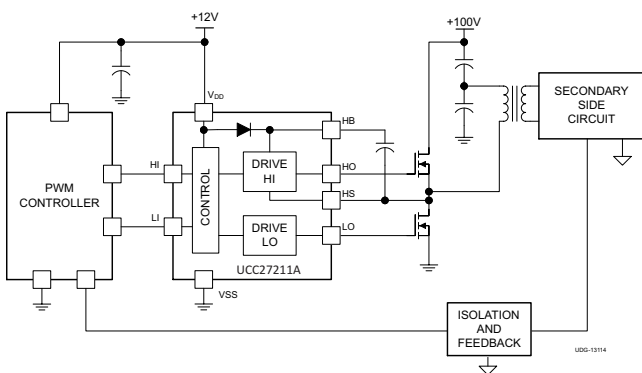 +12V
+100V
VDD
HB
SECONDARY
SIDE
CIRCUIT
HI
DRIVE
HI
HO
PWM
CONTROLLER
CONTROL
HS
LI
DRIVE
LO
LO
UCC27211A
VSS
ISOLATION
AND
FEEDBACK
UDG-13114